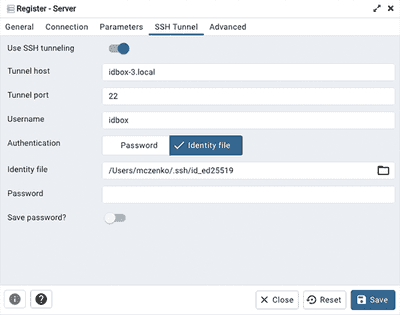 Register - Server
General Connection Parameters SSH Tunnel Advanced
Use SSH tunneling
Tunnel host idbox-3.local
Tunnel port 22
Username idbox
Authentication Password Identity file
Identity file /Users/mczenko/.ssh/id_ed25519
Password
Save password?
Close Reset Save